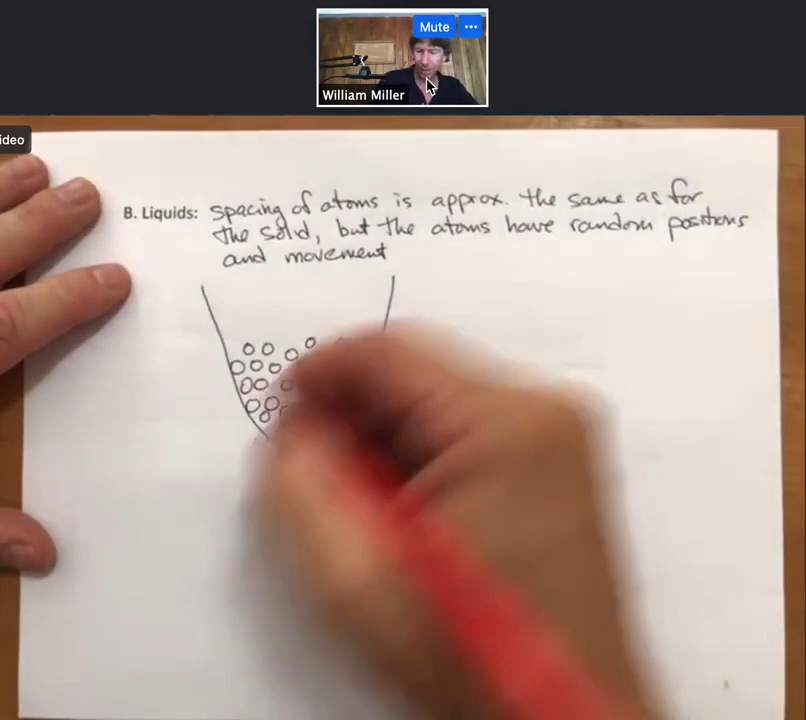 Mute
William Miller
ideo
B. Liquids: spacing of atoms is approx. the same as for
the solid, but the atoms have random positions
and movement